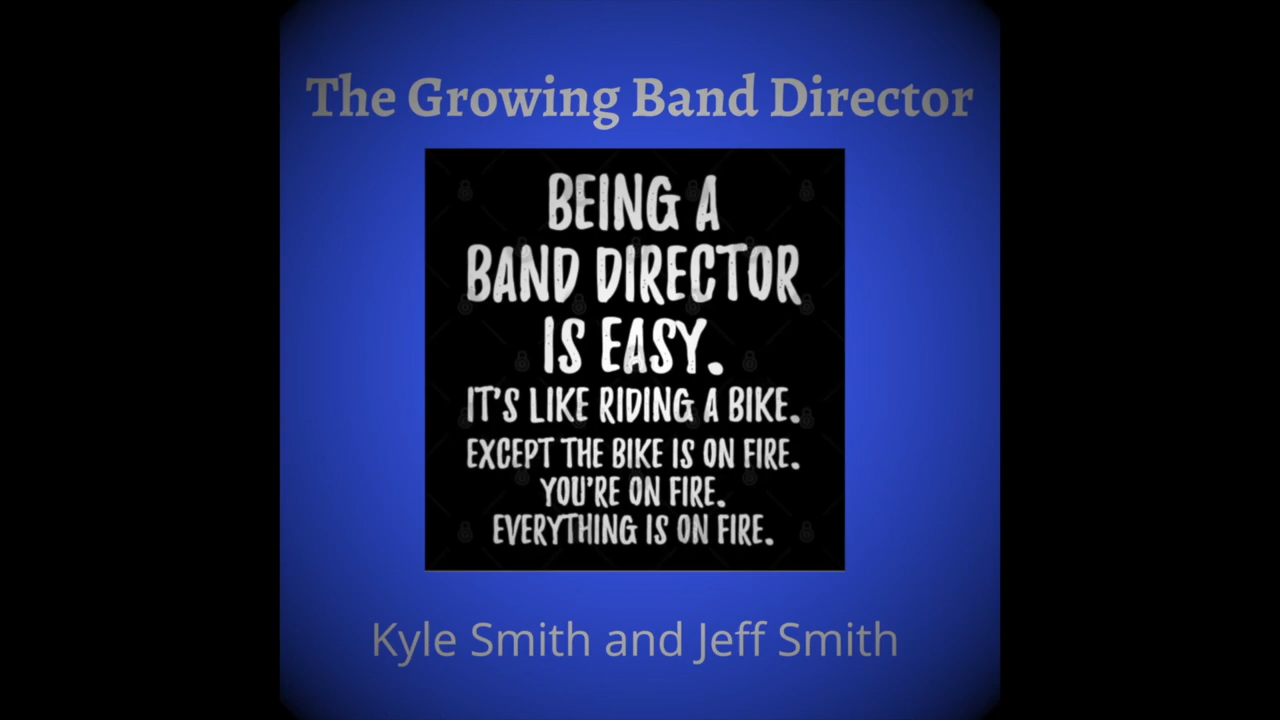 The Growing Band Director
BEING A
BAND DIRECTOR
IS EASY.
IT'S LIKE RIDING A BIKE.
EXCEPT THE BIKE IS ON FIRE.
YOU'RE ON FIRE.
EVERYTHING IS ON FIRE.
Kyle Smith and Jeff Smith